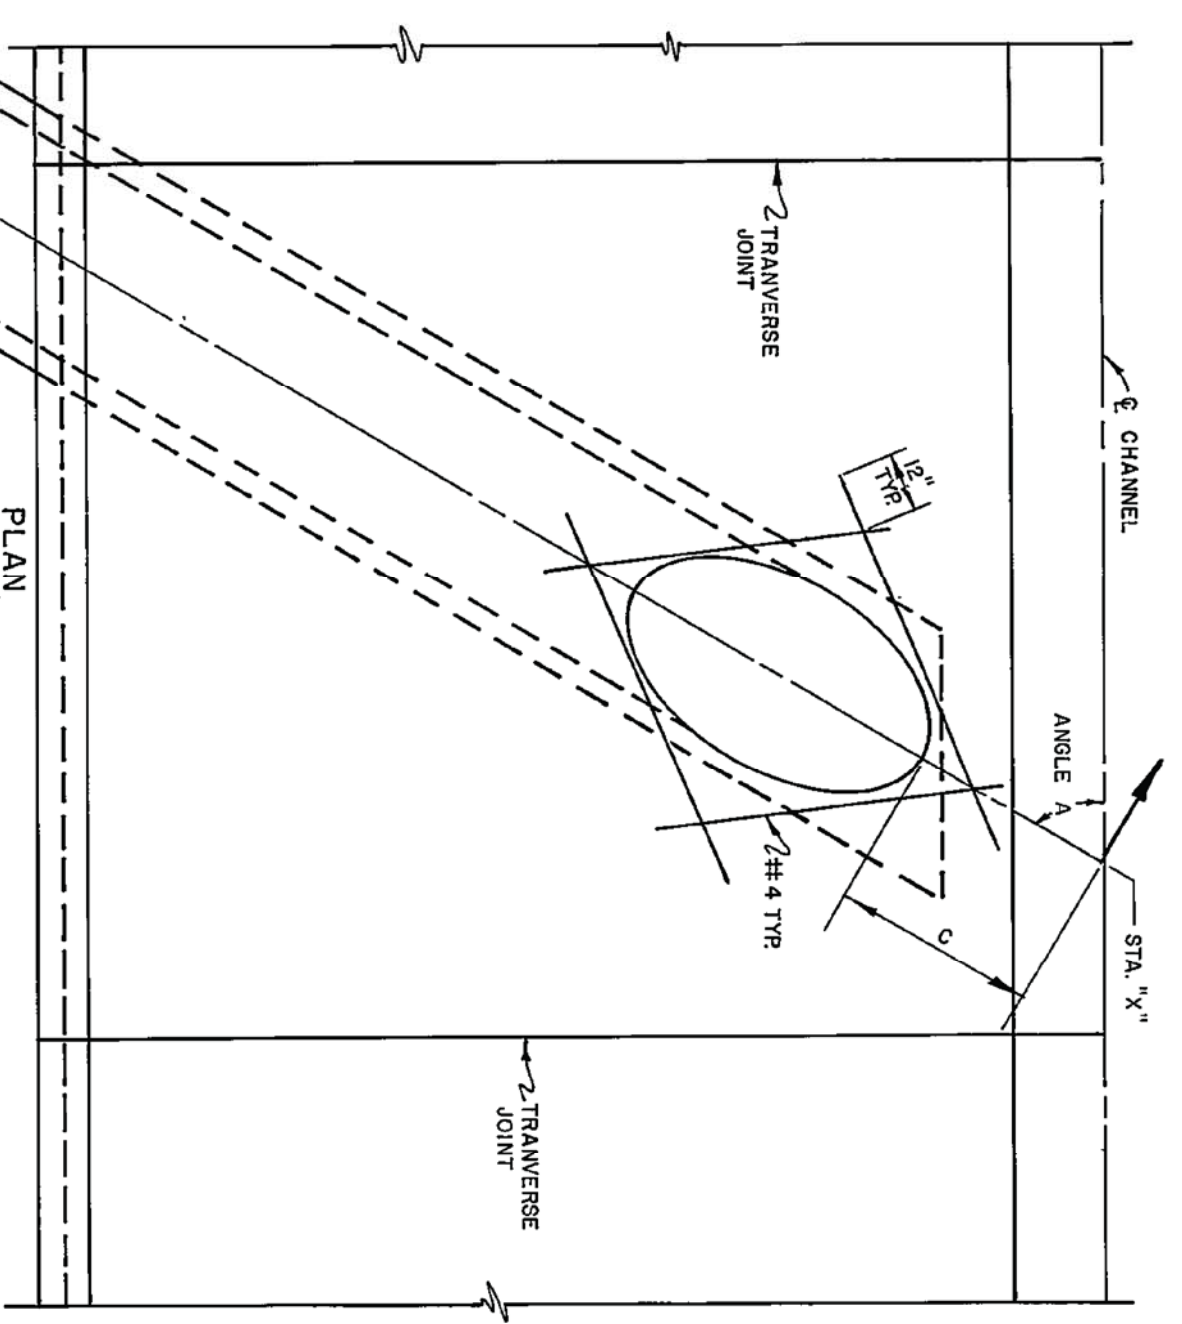 ℄ CHANNEL
TRANVERSE
JOINT
12"
TYP.
ANGLE A
STA. "X"
C
#4 TYP.
TRANVERSE
JOINT
PLAN